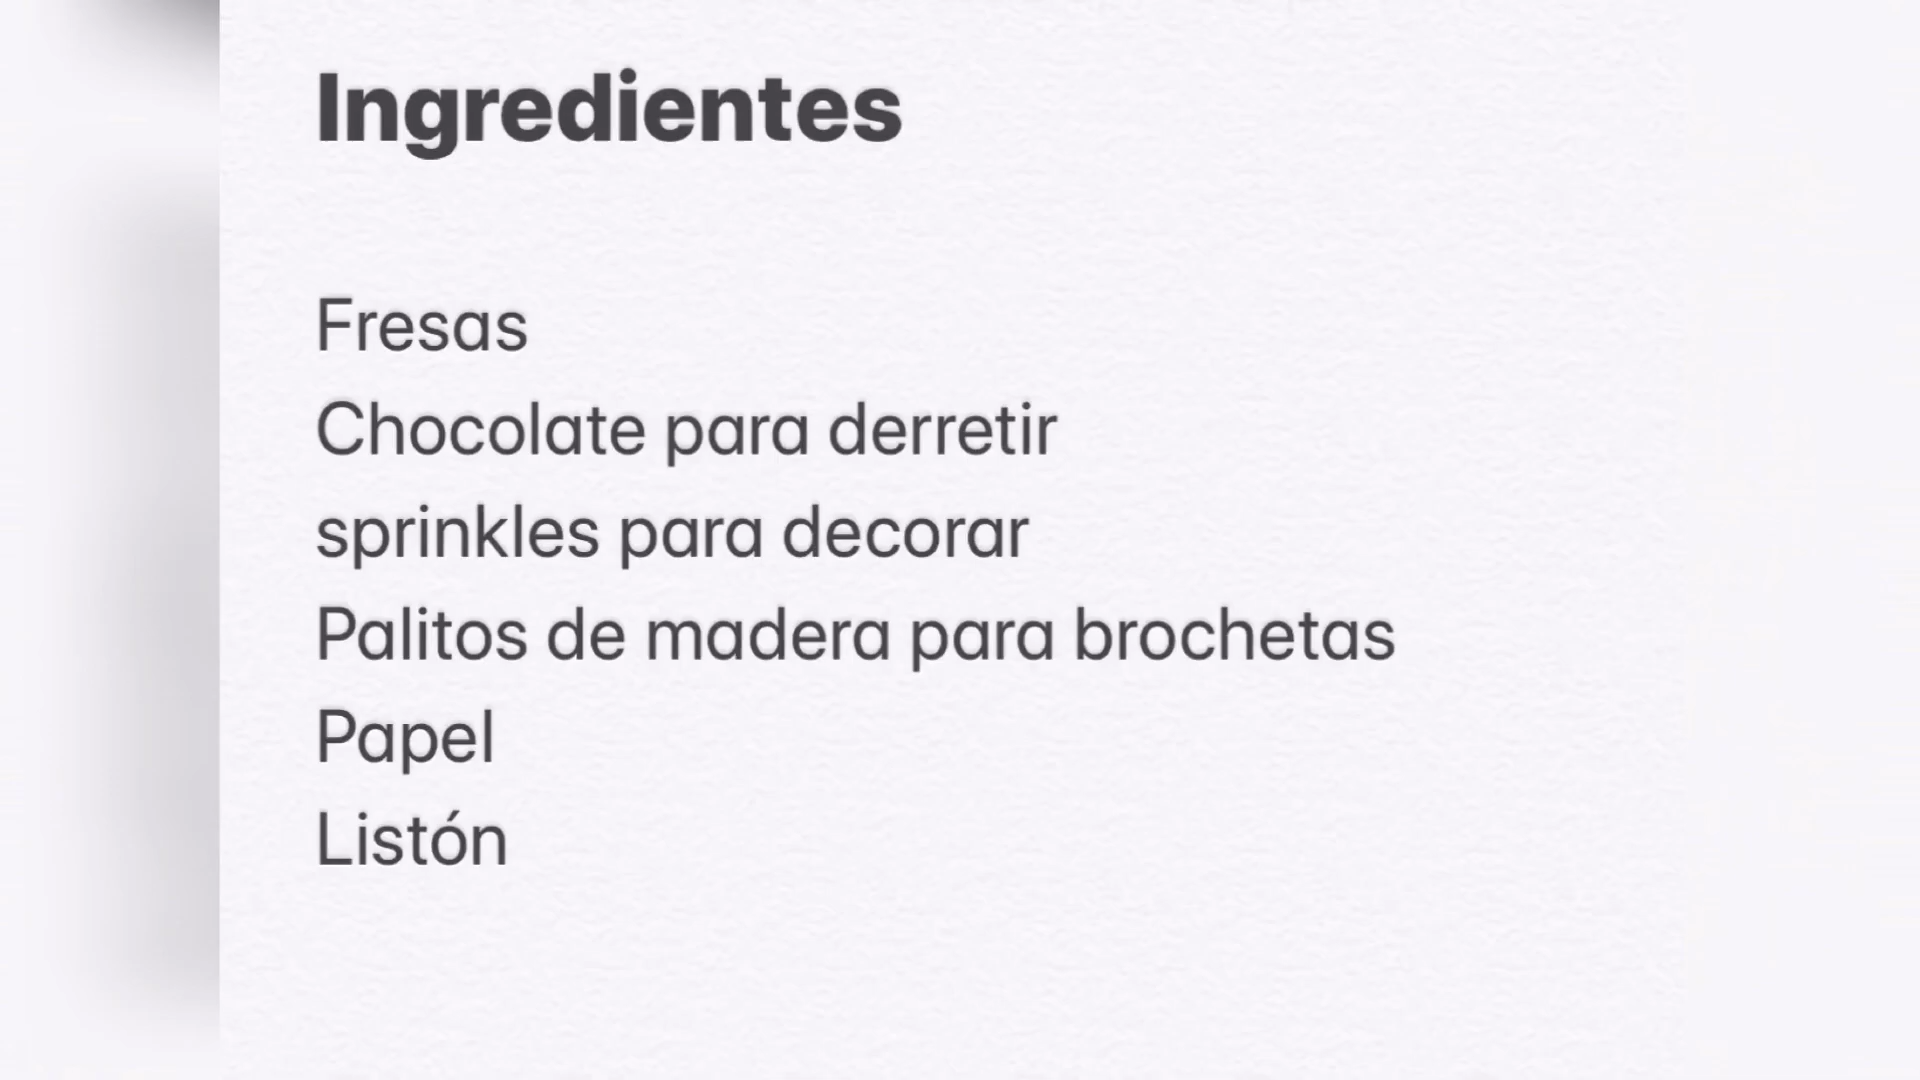 Ingredientes
Fresas
Chocolate para derretir
sprinkles para decorar
Palitos de madera para brochetas
Papel
Listón